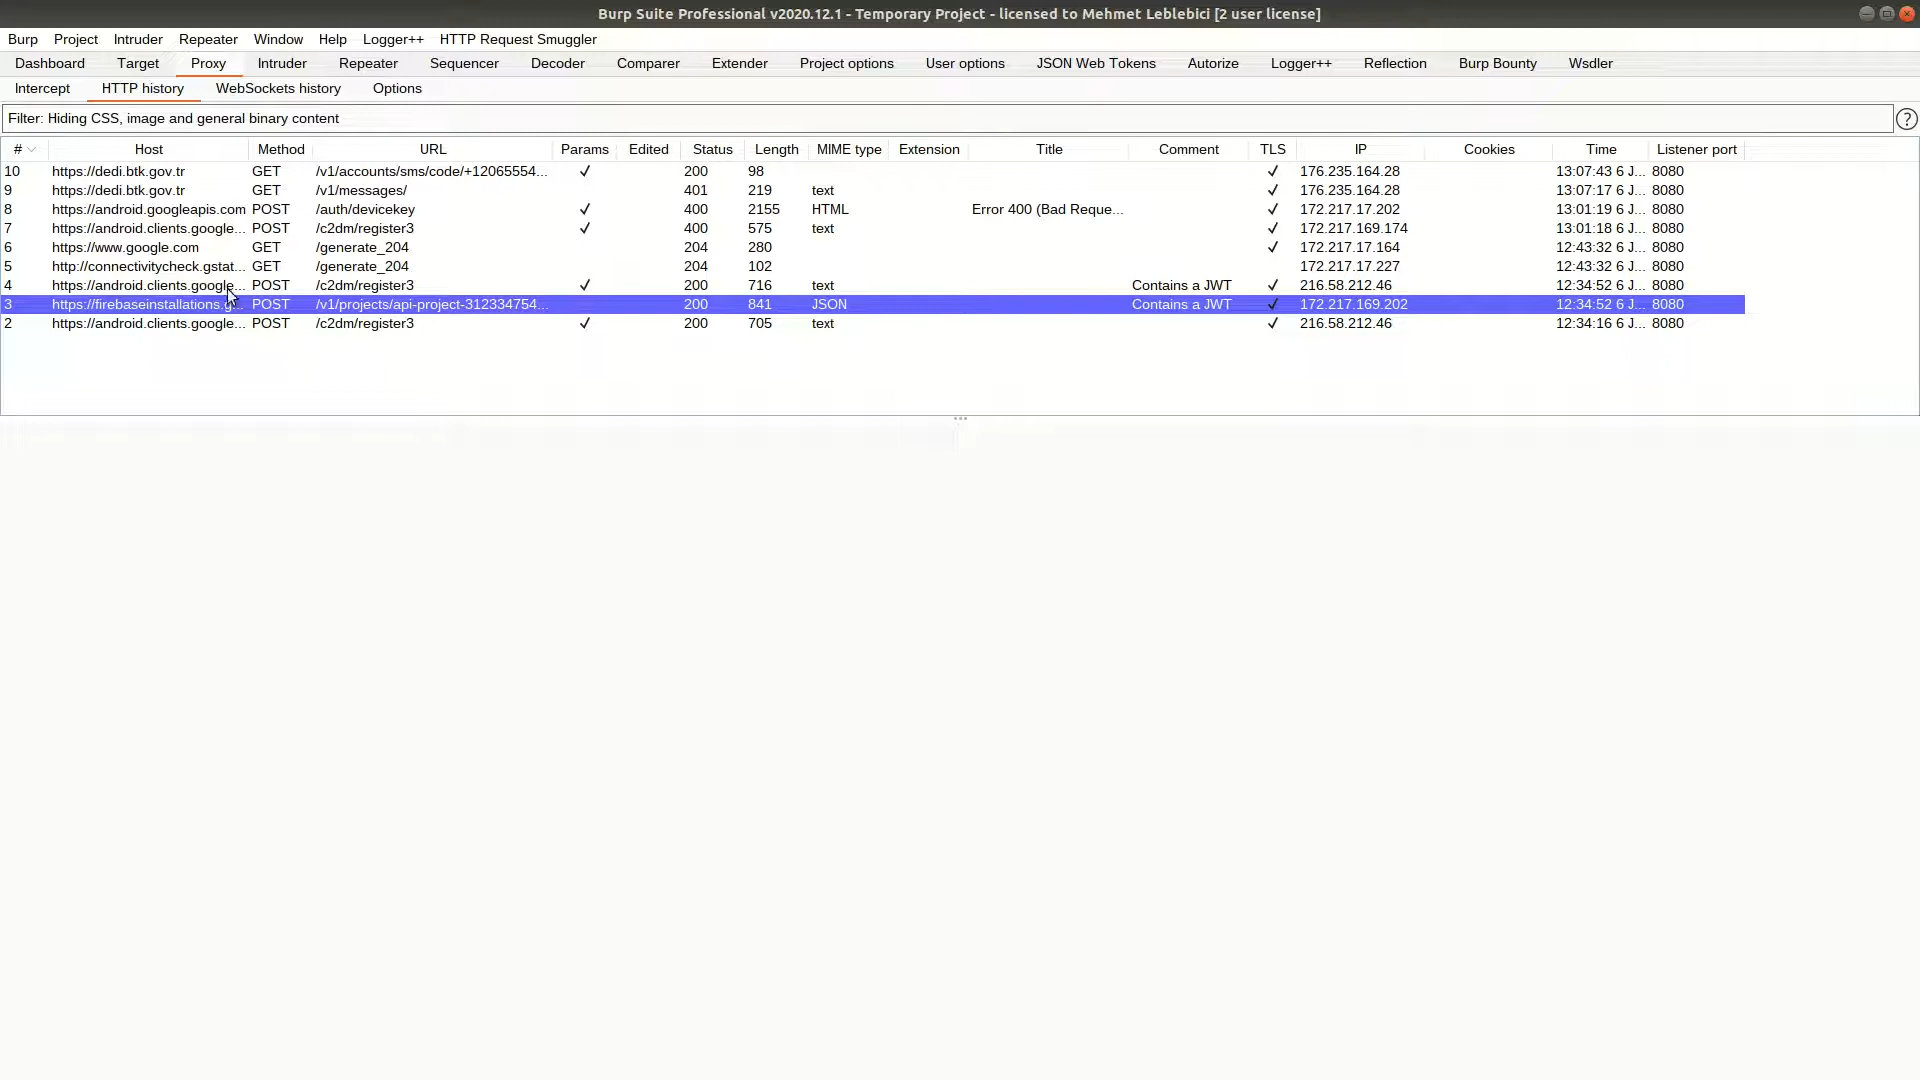 Burp Suite Professional v2020.12.1 - Temporary Project - licensed to Mehmet Leblebici [2 user license]
Burp Project Intruder Repeater Window Help Logger++ HTTP Request Smuggler
Dashboard Target Proxy Intruder Repeater Sequencer Decoder Comparer Extender Project options User options JSON Web Tokens Autorize Logger++ Reflection Burp Bounty Wsdler
Intercept HTTP history WebSockets history Options
Filter: Hiding CSS, image and general binary content ?
# Host Method URL Params Edited Status Length MIME type Extension Title Comment TLS IP Cookies Time Listener port
10 https://dedi.btk.gov.tr GET /v1/accounts/sms/code/+12065554... ✓ 200 98 ✓ 176.235.164.28 13:07:43 6 J... 8080
9 https://dedi.btk.gov.tr GET /v1/messages/ 401 219 text ✓ 176.235.164.28 13:07:17 6 J... 8080
8 https://android.googleapis.com POST /auth/devicekey ✓ 400 2155 HTML Error 400 (Bad Reque... ✓ 172.217.17.202 13:01:19 6 J... 8080
7 https://android.clients.google... POST /c2dm/register3 ✓ 400 575 text ✓ 172.217.169.174 13:01:18 6 J... 8080
6 https://www.google.com GET /generate_204 204 280 ✓ 172.217.17.164 12:43:32 6 J... 8080
5 http://connectivitycheck.gstat... GET /generate_204 204 102 172.217.17.227 12:43:32 6 J... 8080
4 https://android.clients.google... POST /c2dm/register3 ✓ 200 716 text Contains a JWT ✓ 216.58.212.46 12:34:52 6 J... 8080
3 https://firebaseinstallations.g... POST /v1/projects/api-project-312334754... 200 841 JSON Contains a JWT ✓ 172.217.169.202 12:34:52 6 J... 8080
2 https://android.clients.google... POST /c2dm/register3 ✓ 200 705 text ✓ 216.58.212.46 12:34:16 6 J... 8080